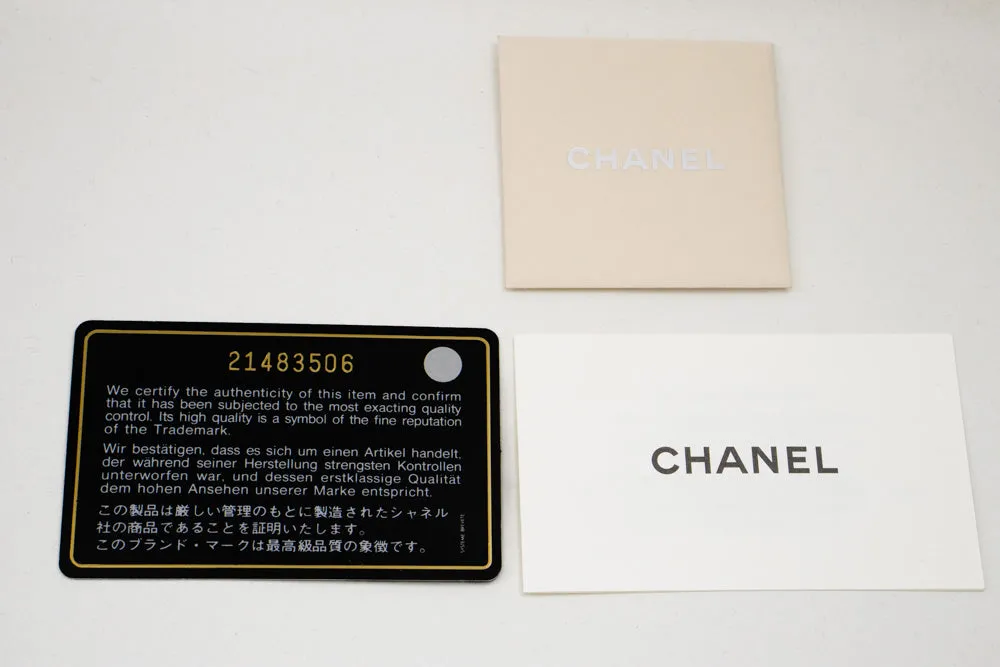 CHANEL
21483506
We certify the authenticity of this item and confirm
that it has been subjected to the most exacting quality
control. Its high quality is a symbol of the fine reputation
of the Trademark.
Wir bestätigen, dass es sich um einen Artikel handelt,
der während seiner Herstellung strengsten Kontrollen
unterworfen war, und dessen erstklassige Qualität
dem hohen Ansehen unserer Marke entspricht.
この製品は厳しい管理のもとに製造されたシャネル
社の商品であることを証明いたします。
このブランド・マークは最高級品質の象徴です。
CHANEL